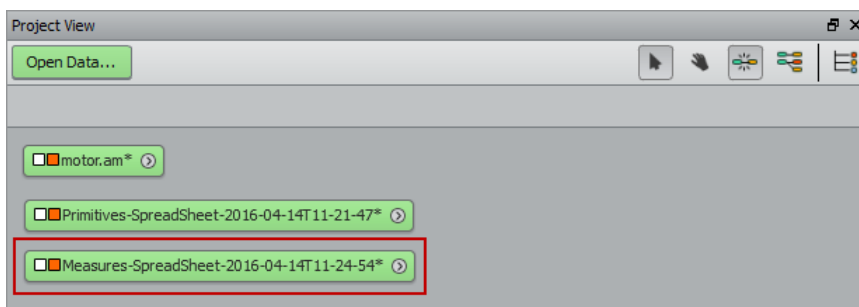 Project View
Open Data...
motor.am*
Primitives-SpreadSheet-2016-04-14T11-21-47*
Measures-SpreadSheet-2016-04-14T11-24-54*